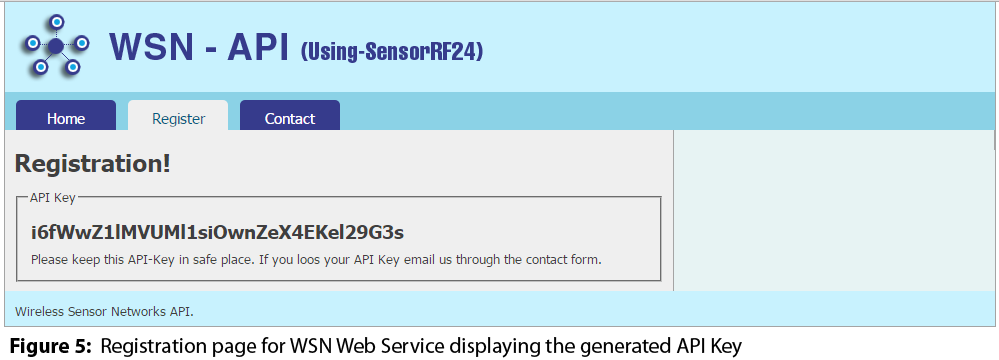 WSN - API (Using-SensorRF24)
Home Register Contact
Registration!
API Key
i6fWwZ1lMVUMl1siOwnZeX4EKel29G3s
Please keep this API-Key in safe place. If you loos your API Key email us through the contact form.
Wireless Sensor Networks API.
Figure 5: Registration page for WSN Web Service displaying the generated API Key